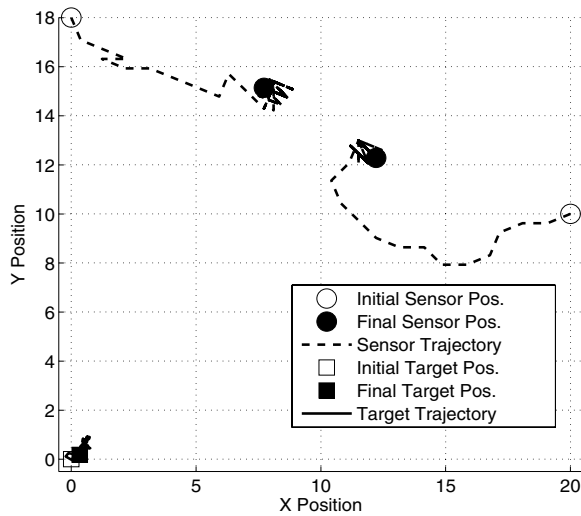 18
16
14
12
10
8
6
4
2
0
Y Position
0
5
10
15
20
X Position
Initial Sensor Pos.
Final Sensor Pos.
Sensor Trajectory
Initial Target Pos.
Final Target Pos.
Target Trajectory